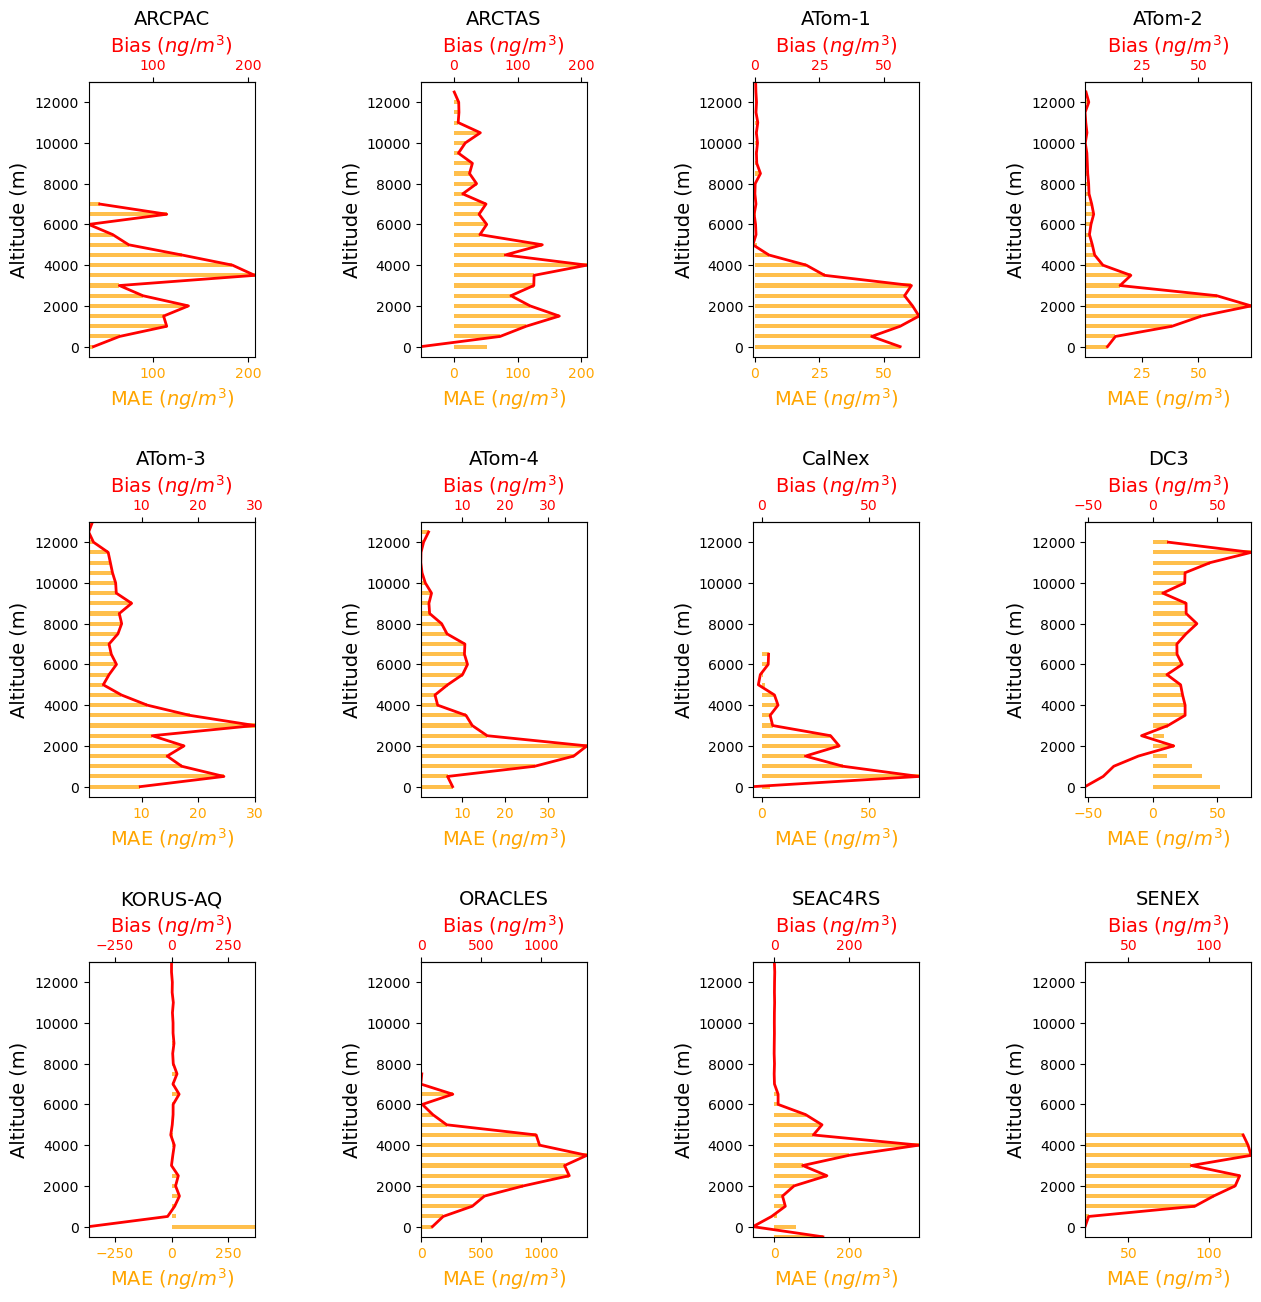 ARCPAC
Bias (ng/m³)
100 200
12000
10000
8000
6000
4000
2000
0
Altitude (m)
100 200
MAE (ng/m³)
ARCTAS
Bias (ng/m³)
0 100 200
12000
10000
8000
6000
4000
2000
0
Altitude (m)
0 100 200
MAE (ng/m³)
ATom-1
Bias (ng/m³)
0 25 50
12000
10000
8000
6000
4000
2000
0
Altitude (m)
0 25 50
MAE (ng/m³)
ATom-2
Bias (ng/m³)
25 50
12000
10000
8000
6000
4000
2000
0
Altitude (m)
25 50
MAE (ng/m³)
ATom-3
Bias (ng/m³)
10 20 30
12000
10000
8000
6000
4000
2000
0
Altitude (m)
10 20 30
MAE (ng/m³)
ATom-4
Bias (ng/m³)
10 20 30
12000
10000
8000
6000
4000
2000
0
Altitude (m)
10 20 30
MAE (ng/m³)
CalNex
Bias (ng/m³)
0 50
12000
10000
8000
6000
4000
2000
0
Altitude (m)
0 50
MAE (ng/m³)
DC3
Bias (ng/m³)
−50 0 50
12000
10000
8000
6000
4000
2000
0
Altitude (m)
−50 0 50
MAE (ng/m³)
KORUS-AQ
Bias (ng/m³)
−250 0 250
12000
10000
8000
6000
4000
2000
0
Altitude (m)
−250 0 250
MAE (ng/m³)
ORACLES
Bias (ng/m³)
0 500 1000
12000
10000
8000
6000
4000
2000
0
Altitude (m)
0 500 1000
MAE (ng/m³)
SEAC4RS
Bias (ng/m³)
0 200
12000
10000
8000
6000
4000
2000
0
Altitude (m)
0 200
MAE (ng/m³)
SENEX
Bias (ng/m³)
50 100
12000
10000
8000
6000
4000
2000
0
Altitude (m)
50 100
MAE (ng/m³)